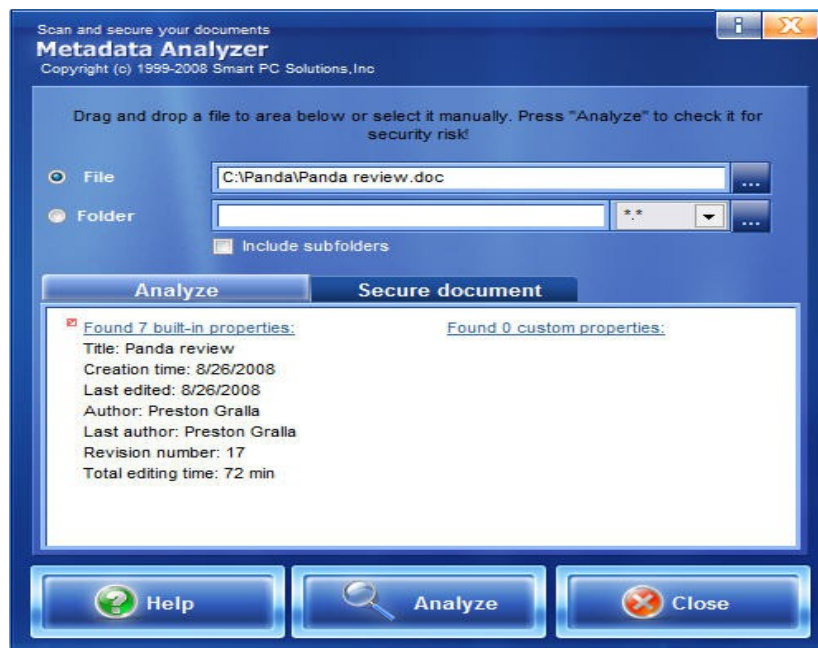 Scan and secure your documents
Metadata Analyzer
Copyright (c) 1999-2008 Smart PC Solutions,Inc
Drag and drop a file to area below or select it manually. Press "Analyze" to check it for
security risk!
File
C:\Panda\Panda review.doc
...
Folder
*.*
...
Include subfolders
Analyze
Secure document
Found 7 built-in properties:
Found 0 custom properties:
Title: Panda review
Creation time: 8/26/2008
Last edited: 8/26/2008
Author: Preston Gralla
Last author: Preston Gralla
Revision number: 17
Total editing time: 72 min
Help
Analyze
Close